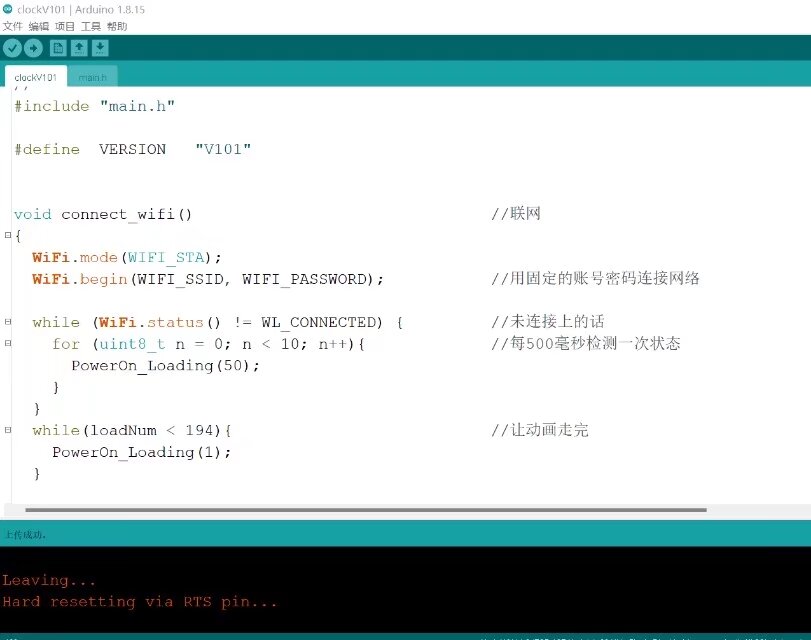 clockV101 | Arduino 1.8.15
文件 编辑 项目 工具 帮助
clockV101 main.h
//
#include "main.h"
#define VERSION "V101"
void connect_wifi() //联网
{
WiFi.mode(WIFI_STA);
WiFi.begin(WIFI_SSID, WIFI_PASSWORD); //用固定的账号密码连接网络
while (WiFi.status() != WL_CONNECTED) { //未连接上的话
for (uint8_t n = 0; n < 10; n++){ //每500毫秒检测一次状态
PowerOn_Loading(50);
}
}
while(loadNum < 194){ //让动画走完
PowerOn_Loading(1);
}
上传成功。
Leaving...
Hard resetting via RTS pin...